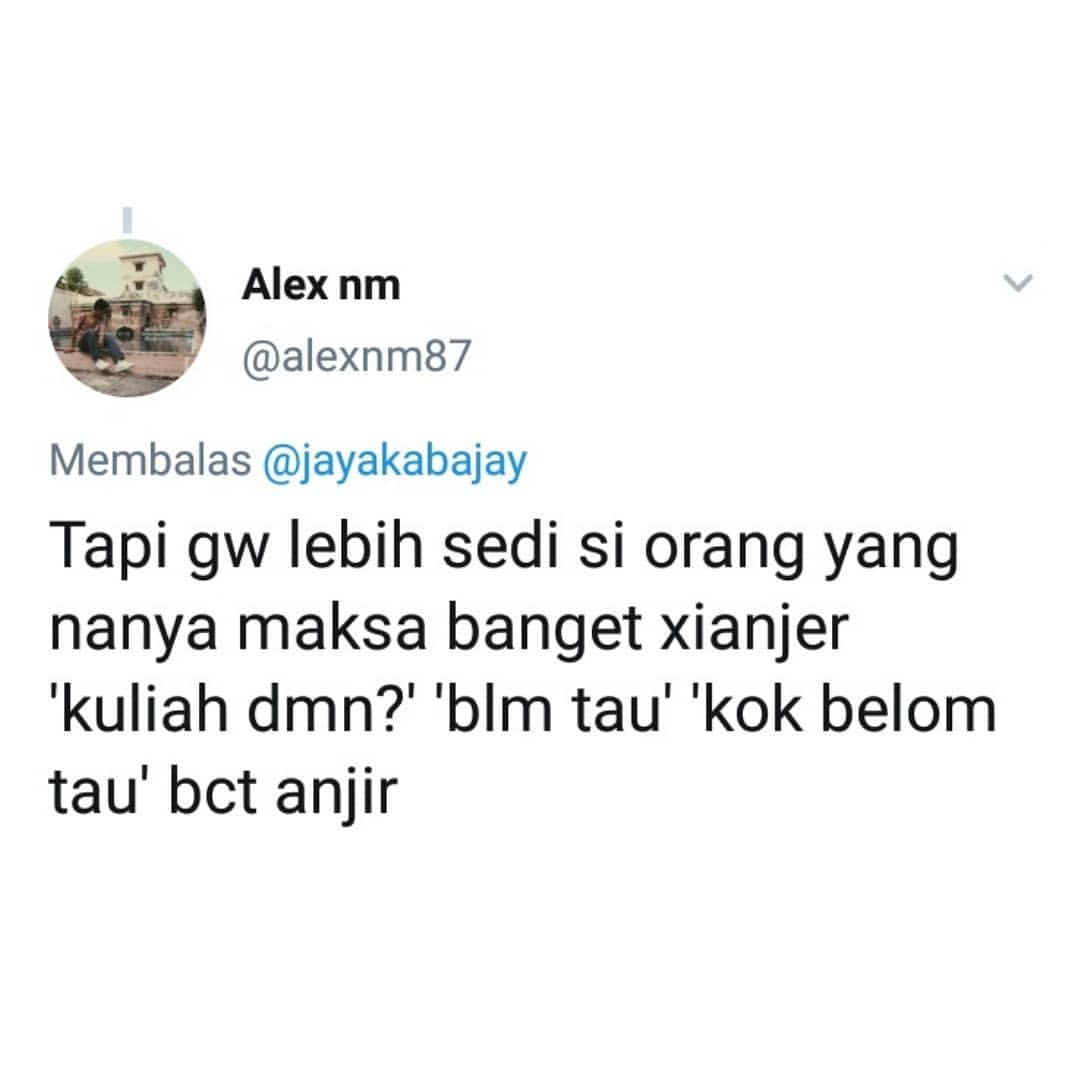 Alex nm
@alexnm87
Membalas @jayakabajay
Tapi gw lebih sedi si orang yang
nanya maksa banget xianjer
'kuliah dmn?' 'blm tau' 'kok belom
tau' bct anjir